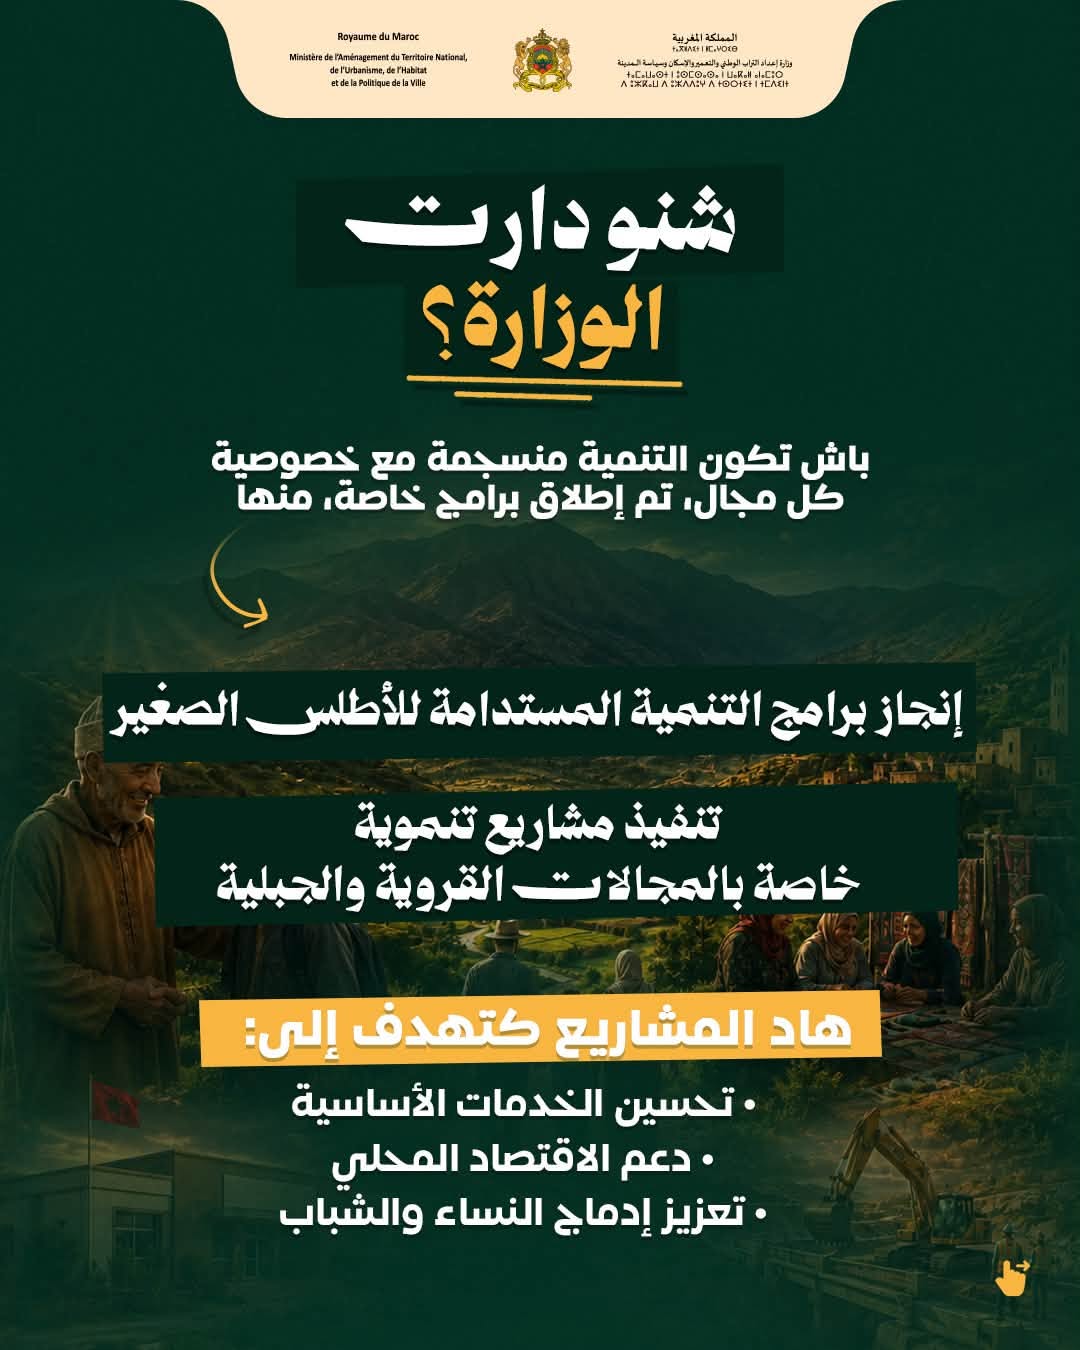 Royaume du Maroc
Ministère de l'Aménagement du Territoire National,
de l'Urbanisme, de l'Habitat
et de la Politique de la Ville
المملكة المغربية
ⵜⴰⴳⵍⴷⵉⵜ ⵏ ⵍⵎⵖⵔⵉⴱ
وزارة إعداد التراب الوطني والتعمير والإسكان وسياسة المدينة
شنو دارت
الوزارة؟
باش تكون التنمية منسجمة مع خصوصية
كل مجال، تم إطلاق برامج خاصة، منها
إنجاز برامج التنمية المستدامة للأطلس الصغير
تنفيذ مشاريع تنموية
خاصة بالمجالات القروية والجبلية
هاد المشاريع كتهدف إلى:
• تحسين الخدمات الأساسية
• دعم الاقتصاد المحلي
• تعزيز إدماج النساء والشباب